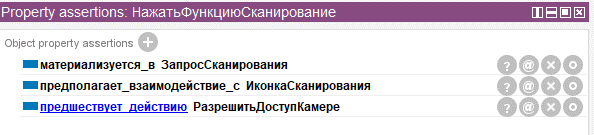 Property assertions: НажатьФункциюСканирование
Object property assertions
материализуется_в ЗапросСканирования
предполагает_взаимодействие_с ИконкаСканирования
предшествует_действию РазрешитьДоступКамере